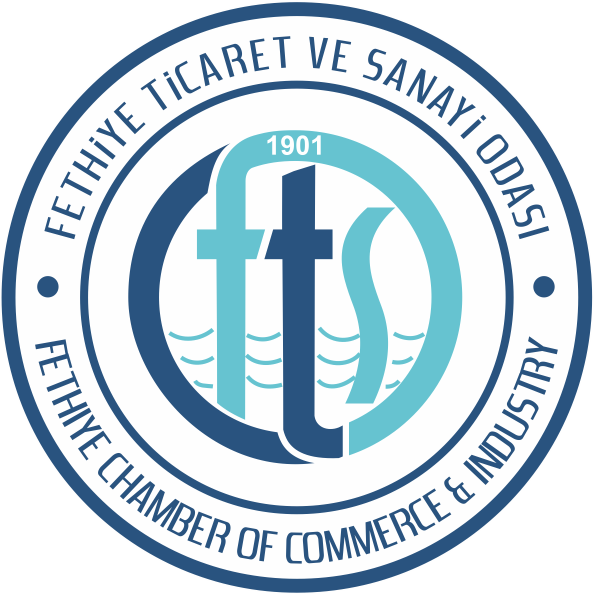 FETHİYE TİCARET VE SANAYİ ODASI
1901
fts
FETHIYE CHAMBER OF COMMERCE & INDUSTRY